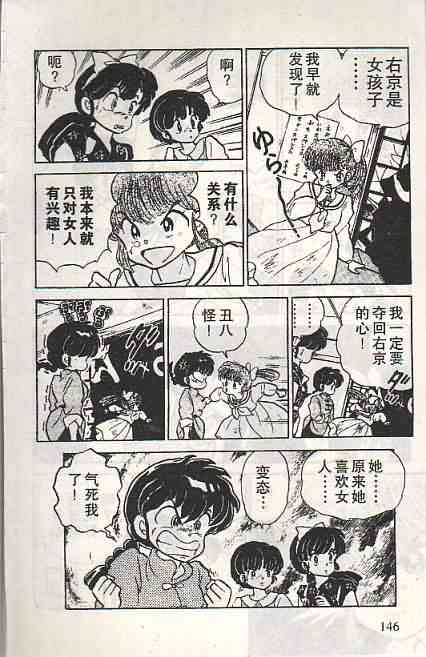 右京是
女孩子
……
我早就
发现了！
ゆら
啊？
呃？
有什么
关系？
我本来就
只对女人
有兴趣！
我一定要
夺回右京
的心！
……
……
ダ
丑八
怪！
她……
原来她
喜欢女
人……
变态……
气死我
了！
146